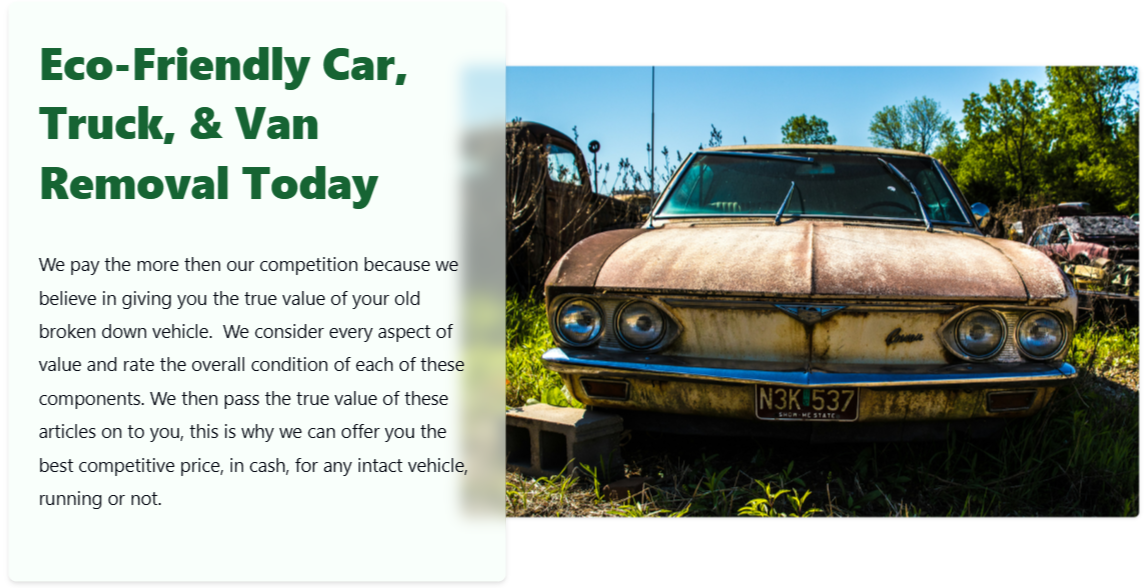 Eco-Friendly Car,
Truck, & Van
Removal Today
We pay the more then our competition because we
believe in giving you the true value of your old
broken down vehicle.  We consider every aspect of
value and rate the overall condition of each of these
components. We then pass the true value of these
articles on to you, this is why we can offer you the
best competitive price, in cash, for any intact vehicle,
running or not.
Corvair
N3K 537
SHOW-ME STATE